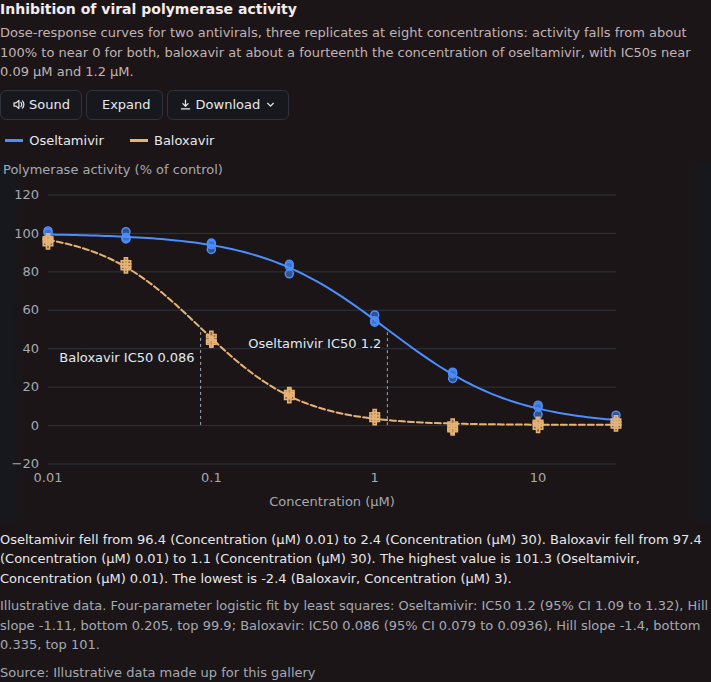 Inhibition of viral polymerase activity
Dose-response curves for two antivirals, three replicates at eight concentrations: activity falls from about
100% to near 0 for both, baloxavir at about a fourteenth the concentration of oseltamivir, with IC50s near
0.09 µM and 1.2 µM.
Sound Expand Download
Oseltamivir Baloxavir
Polymerase activity (% of control)
120
100
80
60
40
20
0
−20
Oseltamivir IC50 1.2
Baloxavir IC50 0.086
0.01 0.1 1 10
Concentration (µM)
Oseltamivir fell from 96.4 (Concentration (µM) 0.01) to 2.4 (Concentration (µM) 30). Baloxavir fell from 97.4
(Concentration (µM) 0.01) to 1.1 (Concentration (µM) 30). The highest value is 101.3 (Oseltamivir,
Concentration (µM) 0.01). The lowest is -2.4 (Baloxavir, Concentration (µM) 3).
Illustrative data. Four-parameter logistic fit by least squares: Oseltamivir: IC50 1.2 (95% CI 1.09 to 1.32), Hill
slope -1.11, bottom 0.205, top 99.9; Baloxavir: IC50 0.086 (95% CI 0.079 to 0.0936), Hill slope -1.4, bottom
0.335, top 101.
Source: Illustrative data made up for this gallery